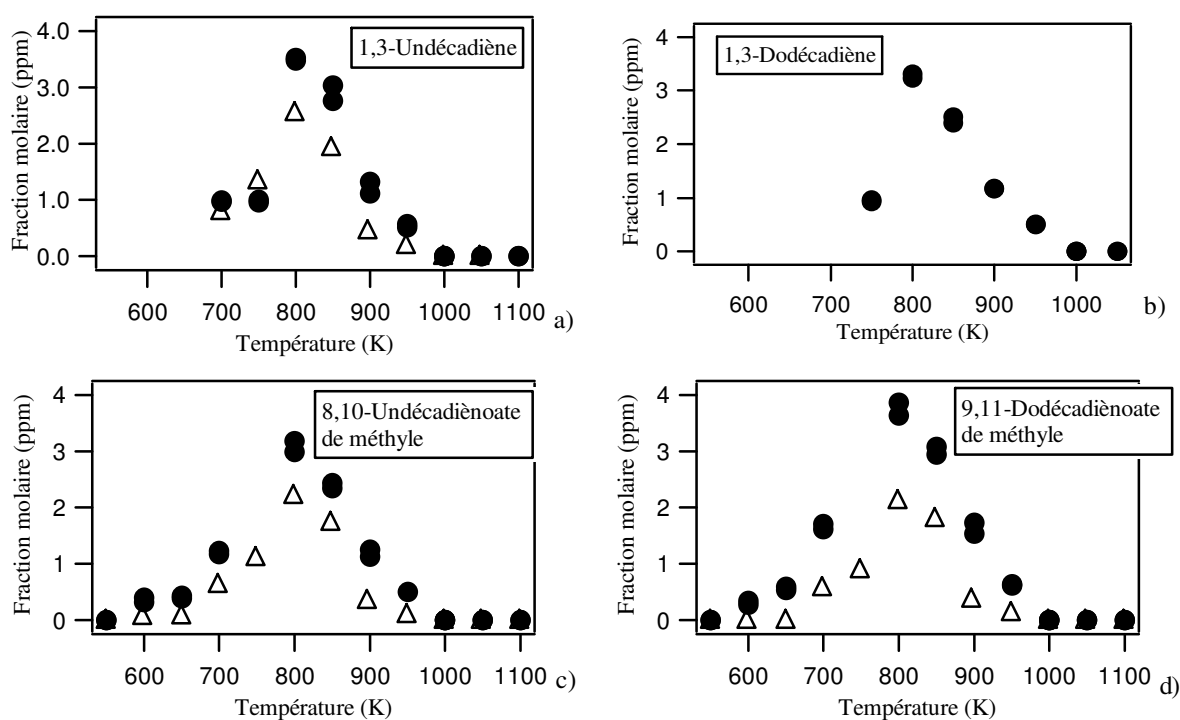 4.0
3.0
2.0
1.0
0.0
Fraction molaire (ppm)
1,3-Undécadiène
600 700 800 900 1000 1100
Température (K)
a)
4
3
2
1
0
Fraction molaire (ppm)
1,3-Dodécadiène
600 700 800 900 1000
Température (K)
b)
4
3
2
1
0
Fraction molaire (ppm)
8,10-Undécadiènoate
de méthyle
600 700 800 900 1000 1100
Température (K)
c)
4
3
2
1
0
Fraction molaire (ppm)
9,11-Dodécadiènoate
de méthyle
600 700 800 900 1000 1100
Température (K)
d)